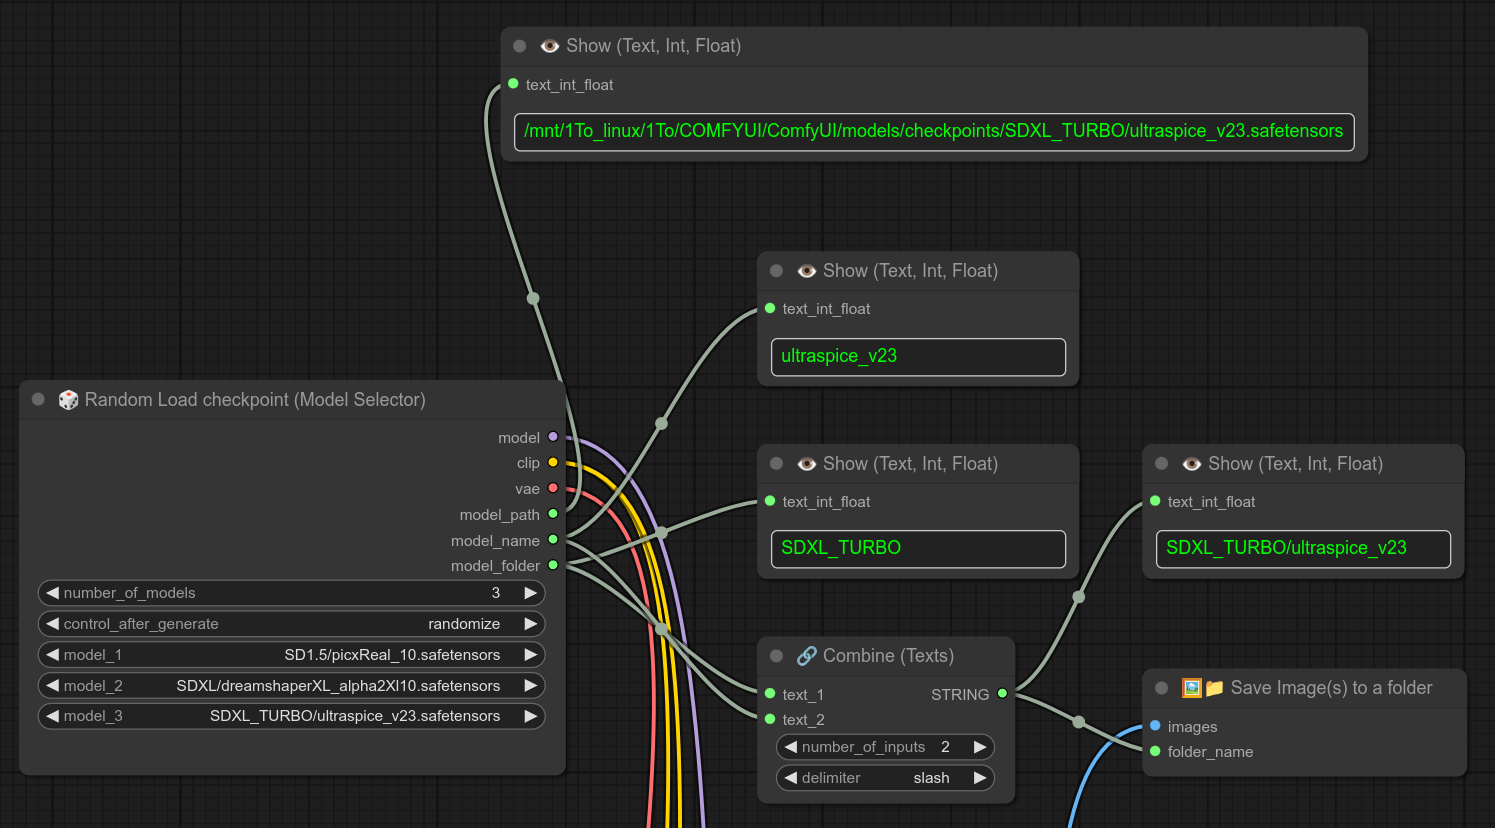 Show (Text, Int, Float)
text_int_float
/mnt/1To_linux/1To/COMFYUI/ComfyUI/models/checkpoints/SDXL_TURBO/ultraspice_v23.safetensors
Show (Text, Int, Float)
text_int_float
ultraspice_v23
Random Load checkpoint (Model Selector)
model
clip
vae
model_path
model_name
model_folder
number_of_models 3
control_after_generate randomize
model_1 SD1.5/picxReal_10.safetensors
model_2 SDXL/dreamshaperXL_alpha2Xl10.safetensors
model_3 SDXL_TURBO/ultraspice_v23.safetensors
Show (Text, Int, Float)
text_int_float
SDXL_TURBO
Show (Text, Int, Float)
text_int_float
SDXL_TURBO/ultraspice_v23
Combine (Texts)
text_1 STRING
text_2
number_of_inputs 2
delimiter slash
Save Image(s) to a folder
images
folder_name